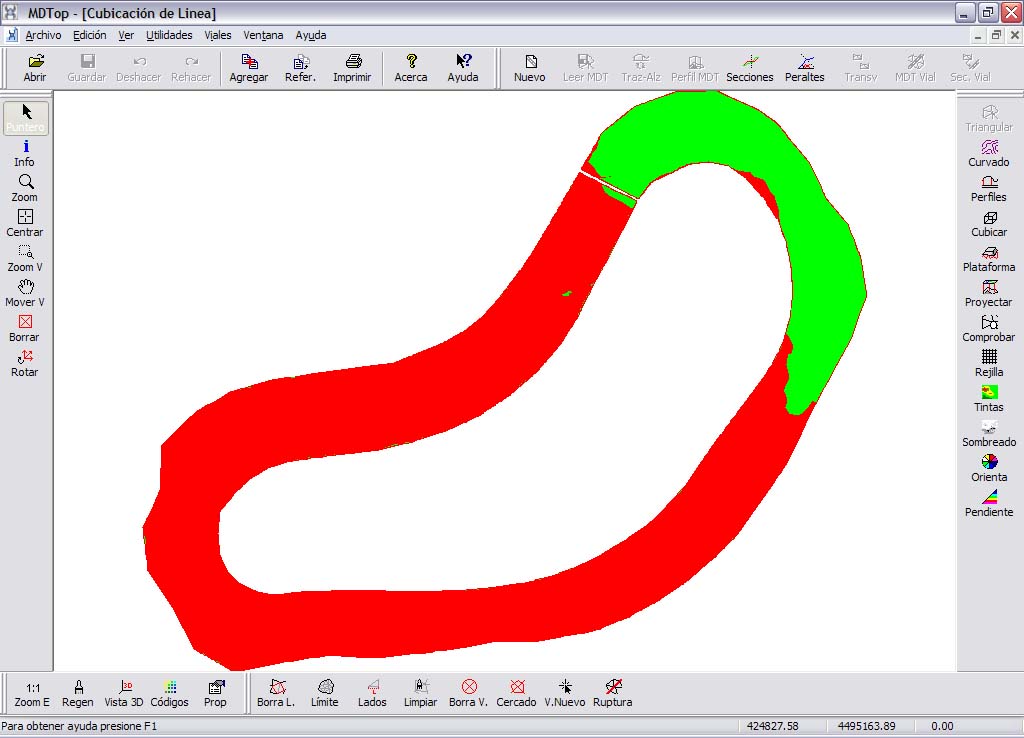 MDTop - [Cubicación de Linea]
Archivo Edición Ver Utilidades Viales Ventana Ayuda
Abrir Guardar Deshacer Rehacer Agregar Refer. Imprimir Acerca Ayuda Nuevo Leer MDT Traz-Alz Perfil MDT Secciones Peraltes Transv MDT Vial Sec. Vial
Puntero
Info
Zoom
Centrar
Zoom V
Mover V
Borrar
Rotar
Triangular
Curvado
Perfiles
Cubicar
Plataforma
Proyectar
Comprobar
Rejilla
Tintas
Sombreado
Orienta
Pendiente
1:1 3D
Zoom E Regen Vista 3D Códigos Prop Borra L. Límite Lados Limpiar Borra V. Cercado V.Nuevo Ruptura
Para obtener ayuda presione F1 424827.58 4495163.89 0.00